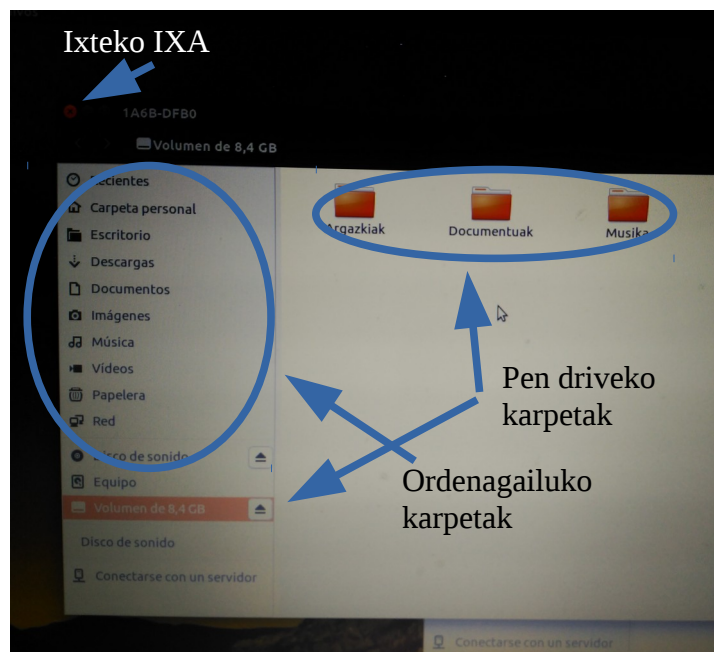 Ixteko IXA
1A6B-DFB0
Volumen de 8,4 GB
Recientes
Carpeta personal
Escritorio
Descargas
Documentos
Imágenes
Música
Vídeos
Papelera
Red
Disco de sonido
Equipo
Volumen de 8,4 GB
Disco de sonido
Conectarse con un servidor
Argazkiak
Documentuak
Musika
Pen driveko
karpetak
Ordenagailuko
karpetak
Conectarse con un servidor